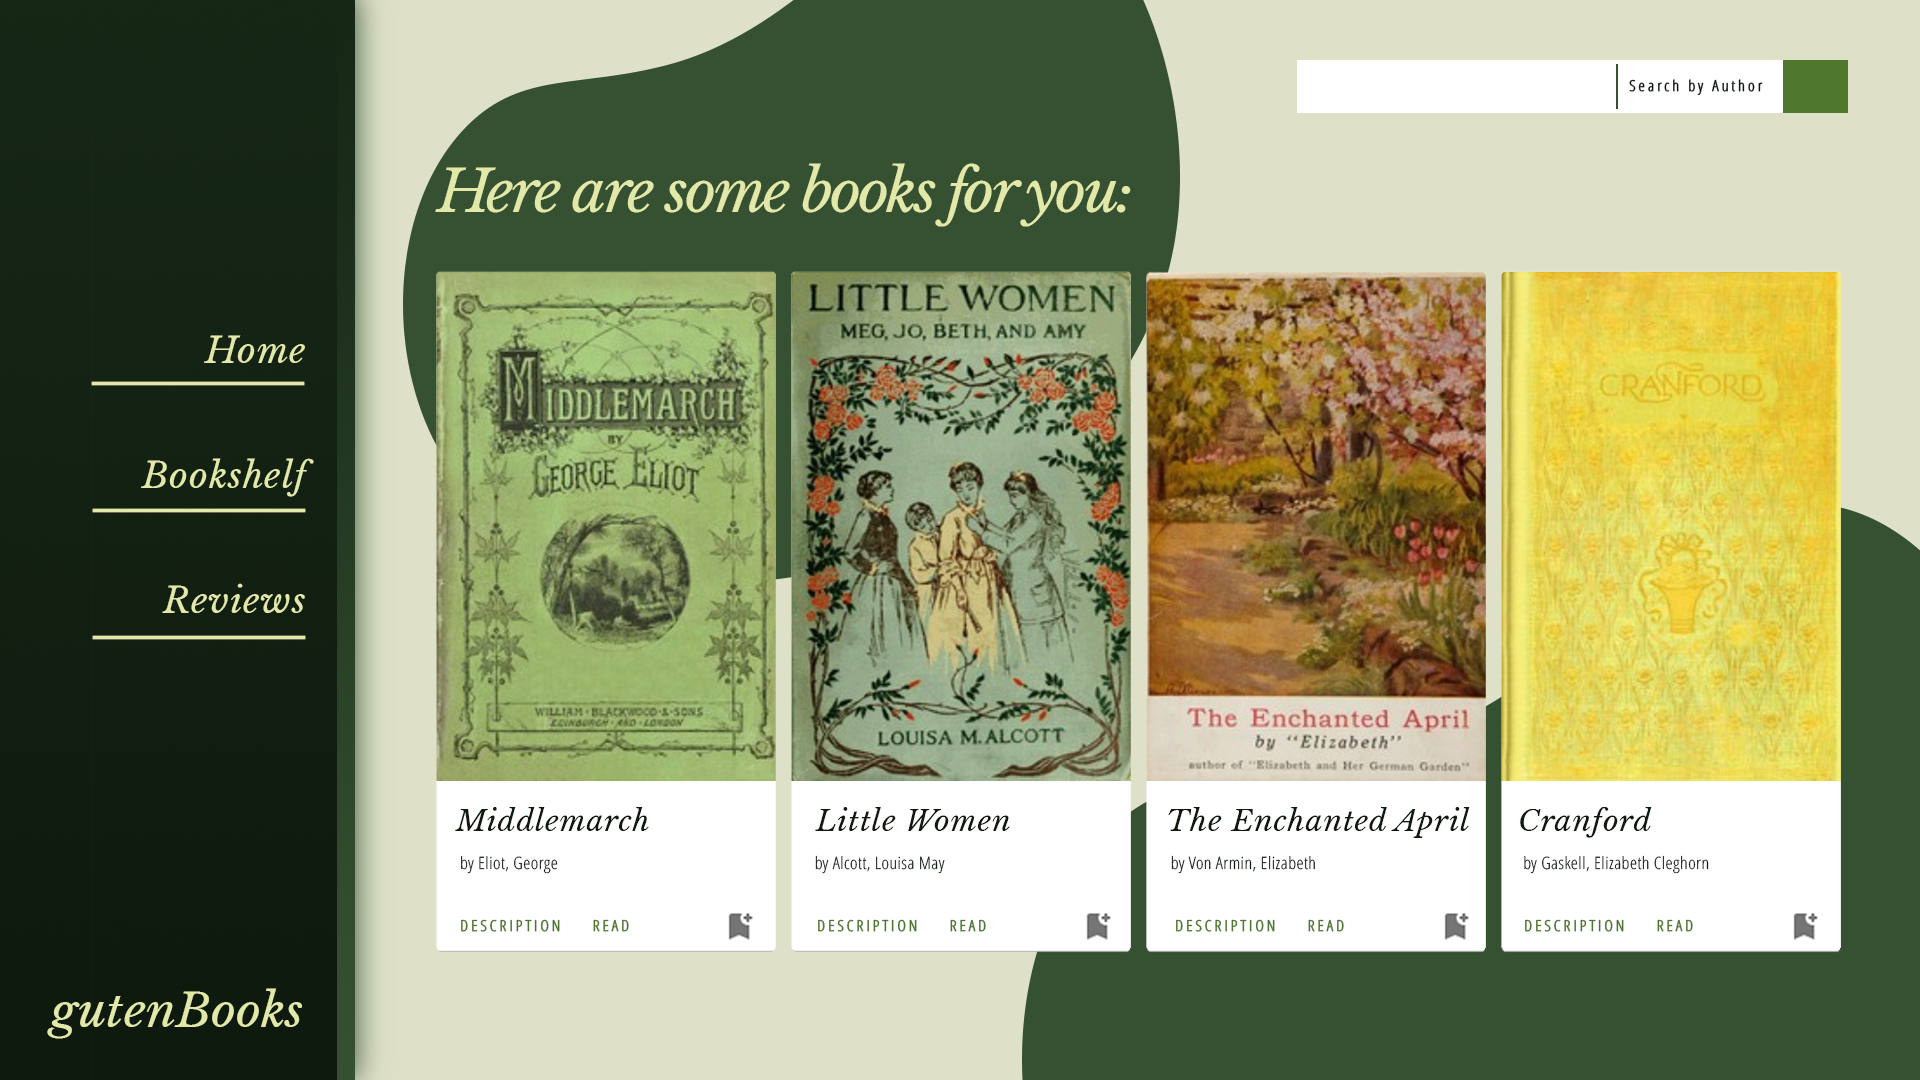 Home
Bookshelf
Reviews
gutenBooks
Search by Author
Here are some books for you:
MIDDLEMARCH
BY
GEORGE ELIOT
WILLIAM · BLACKWOOD · & · SONS
EDINBURGH · AND · LONDON
LITTLE WOMEN
MEG, JO, BETH, AND AMY
LOUISA M. ALCOTT
The Enchanted April
by “Elizabeth”
author of “Elizabeth and Her German Garden”
CRANFORD
Middlemarch
by Eliot, George
DESCRIPTION READ
Little Women
by Alcott, Louisa May
DESCRIPTION READ
The Enchanted April
by Von Armin, Elizabeth
DESCRIPTION READ
Cranford
by Gaskell, Elizabeth Cleghorn
DESCRIPTION READ